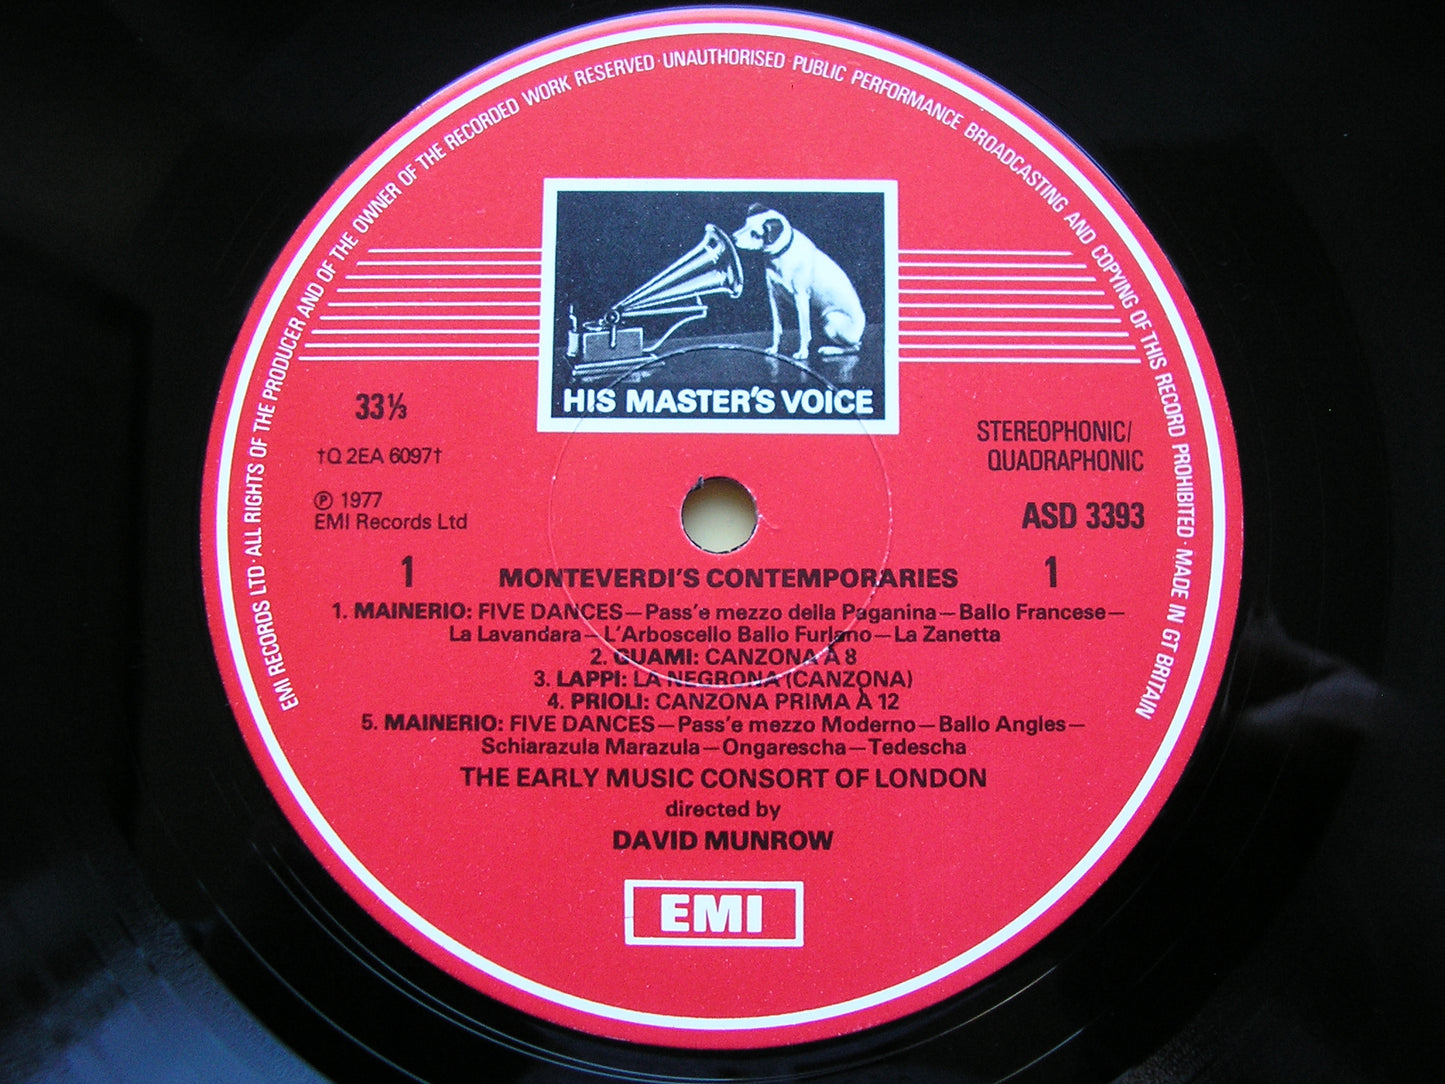 EMI RECORDS LTD · ALL RIGHTS OF THE PRODUCER AND OF THE OWNER OF THE RECORDED WORK RESERVED · UNAUTHORISED · PUBLIC PERFORMANCE BROADCASTING AND COPYING OF THIS RECORD PROHIBITED · MADE IN GT BRITAIN
HIS MASTER'S VOICE
33⅓
STEREOPHONIC/
QUADRAPHONIC
†Q 2EA 6097†
℗ 1977
EMI Records Ltd
ASD 3393
1 MONTEVERDI'S CONTEMPORARIES 1
1. MAINERIO: FIVE DANCES—Pass'e mezzo della Paganina—Ballo Francese—
La Lavandara—L'Arboscello Ballo Furlano—La Zanetta
2. GUAMI: CANZONA À 8
3. LAPPI: LA NEGRONA (CANZONA)
4. PRIOLI: CANZONA PRIMA À 12
5. MAINERIO: FIVE DANCES—Pass'e mezzo Moderno—Ballo Angles—
Schiarazula Marazula—Ongarescha—Tedescha
THE EARLY MUSIC CONSORT OF LONDON
directed by
DAVID MUNROW
EMI